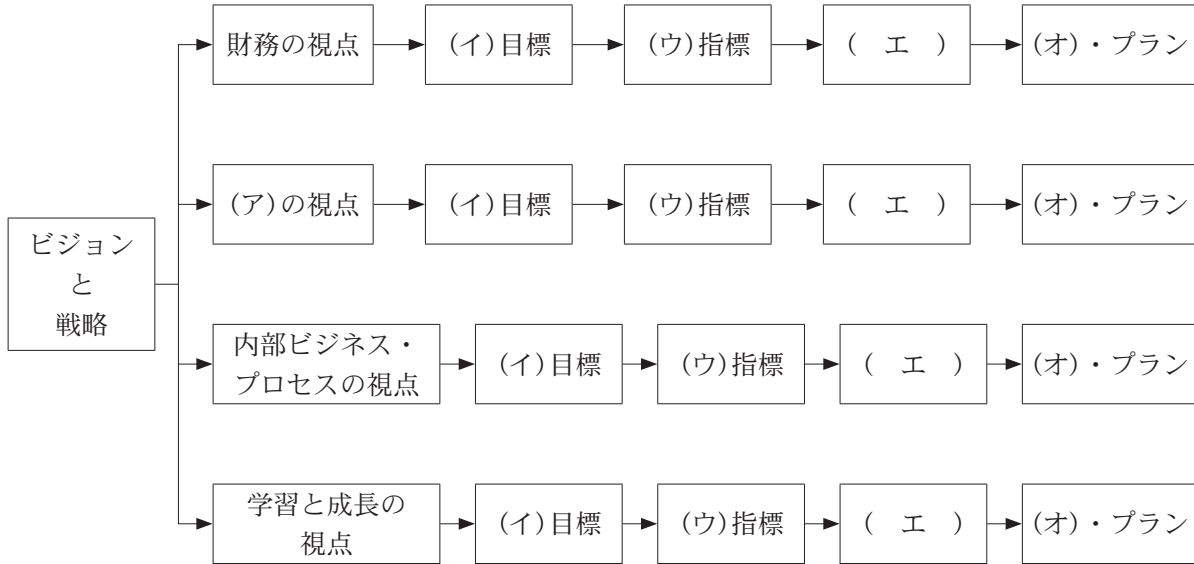 財務の視点
(イ)目標
(ウ)指標
( エ )
(オ)・プラン
(ア)の視点
(イ)目標
(ウ)指標
( エ )
(オ)・プラン
ビジョン
と
戦略
内部ビジネス・
プロセスの視点
(イ)目標
(ウ)指標
( エ )
(オ)・プラン
学習と成長の
視点
(イ)目標
(ウ)指標
( エ )
(オ)・プラン